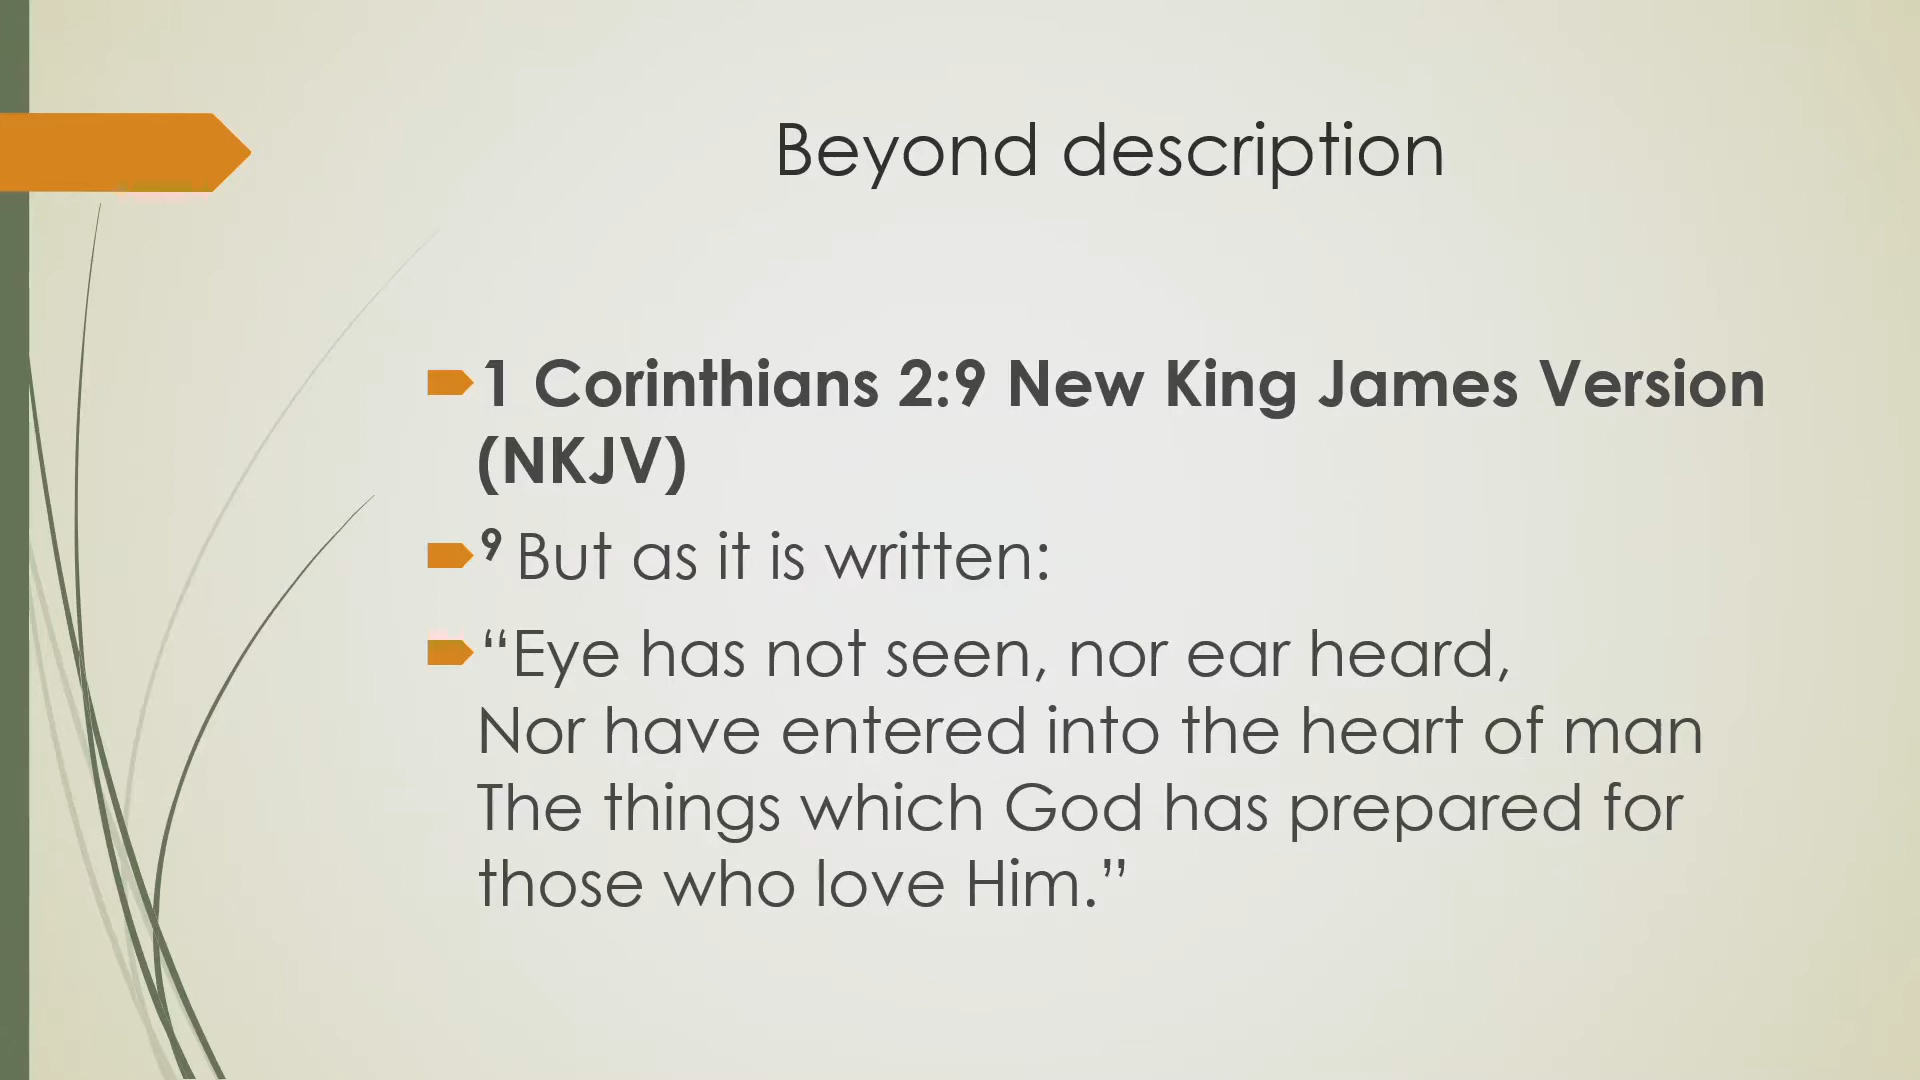 Beyond description
1 Corinthians 2:9 New King James Version
(NKJV)
9 But as it is written:
“Eye has not seen, nor ear heard,
Nor have entered into the heart of man
The things which God has prepared for
those who love Him.”